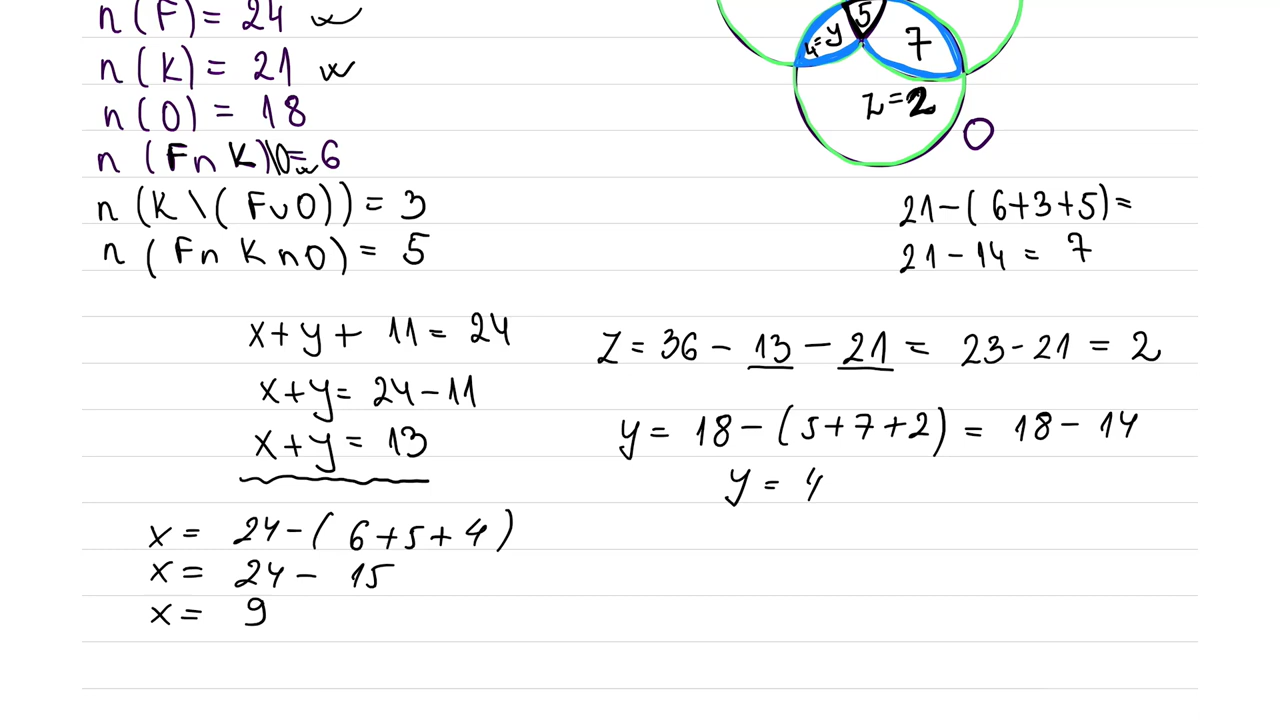 n(F) = 24
n(K) = 21
n(O) = 18
n(F∩K)\O = 6
n(K\(F∪O)) = 3
n(F∩K∩O) = 5
5
4=y
7
z=2
O
21-(6+3+5)=
21-14 = 7
x+y+11=24
x+y=24-11
x+y=13
x= 24-(6+5+4)
x= 24-15
x= 9
Z=36-13-21= 23-21=2
y= 18-(5+7+2)= 18-14
y= 4